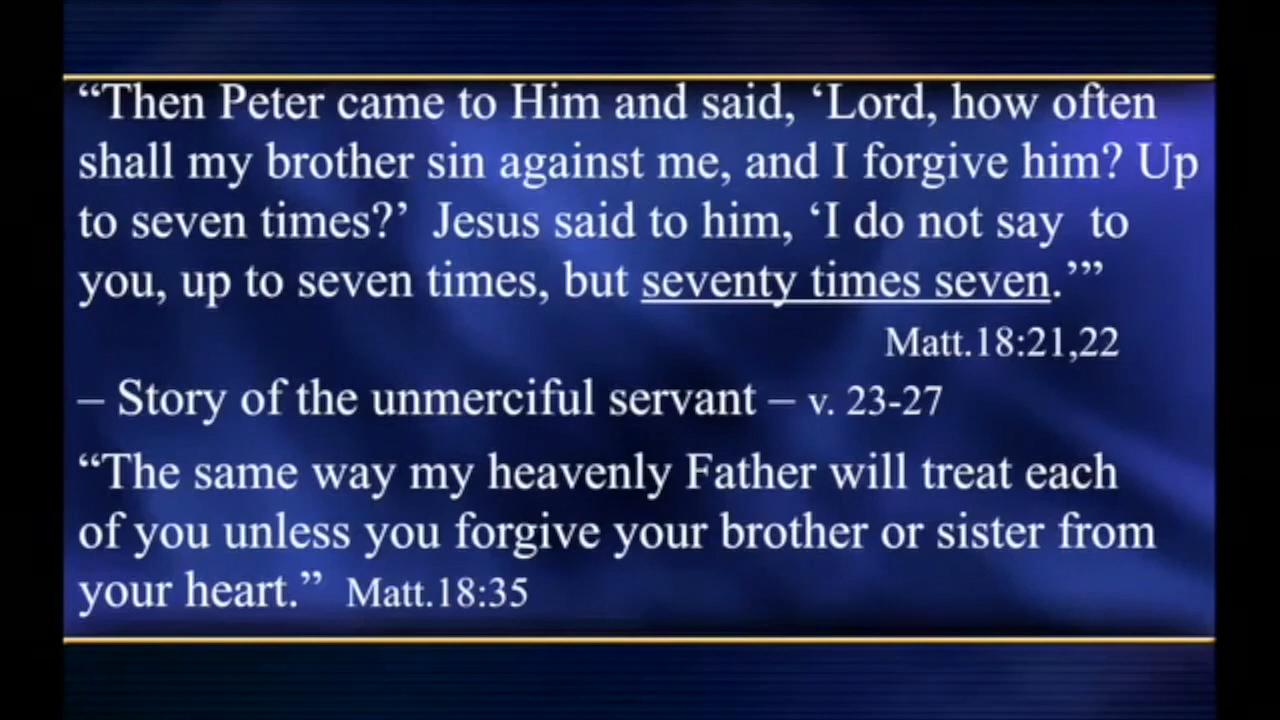 “Then Peter came to Him and said, ‘Lord, how often
shall my brother sin against me, and I forgive him? Up
to seven times?’  Jesus said to him, ‘I do not say  to
you, up to seven times, but seventy times seven.’”
Matt.18:21,22
– Story of the unmerciful servant – v. 23-27
“The same way my heavenly Father will treat each
of you unless you forgive your brother or sister from
your heart.”  Matt.18:35